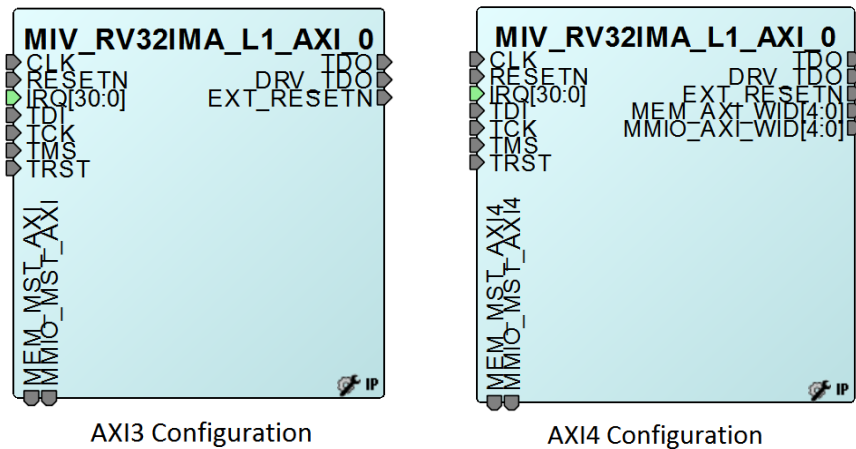 MIV_RV32IMA_L1_AXI_0
CLK
TDO
RESETN
DRV_TDO
IRQ[30:0]
EXT_RESETN
TDI
TCK
TMS
TRST
MEM_MST_AXI
MMIO_MST_AXI
IP
AXI3 Configuration
MIV_RV32IMA_L1_AXI_0
CLK
TDO
RESETN
DRV_TDO
IRQ[30:0]
EXT_RESETN
TDI
MEM_AXI_WID[4:0]
TCK
MMIO_AXI_WID[4:0]
TMS
TRST
MEM_MST_AXI4
MMIO_MST_AXI4
IP
AXI4 Configuration